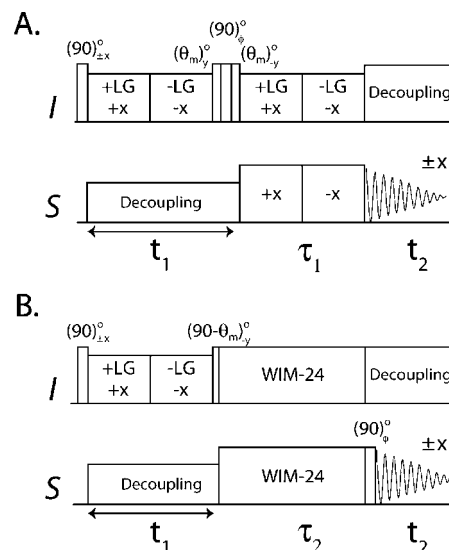 A.
(90)°±x (θm)°y (90)°ϕ (θm)°-y
I +LG +x -LG -x +LG +x -LG -x Decoupling
S Decoupling +x -x ±x
t1 τ1 t2
B.
(90)°±x (90-θm)°-y
I +LG +x -LG -x WIM-24 Decoupling
S Decoupling WIM-24 (90)°ϕ ±x
t1 τ2 t2